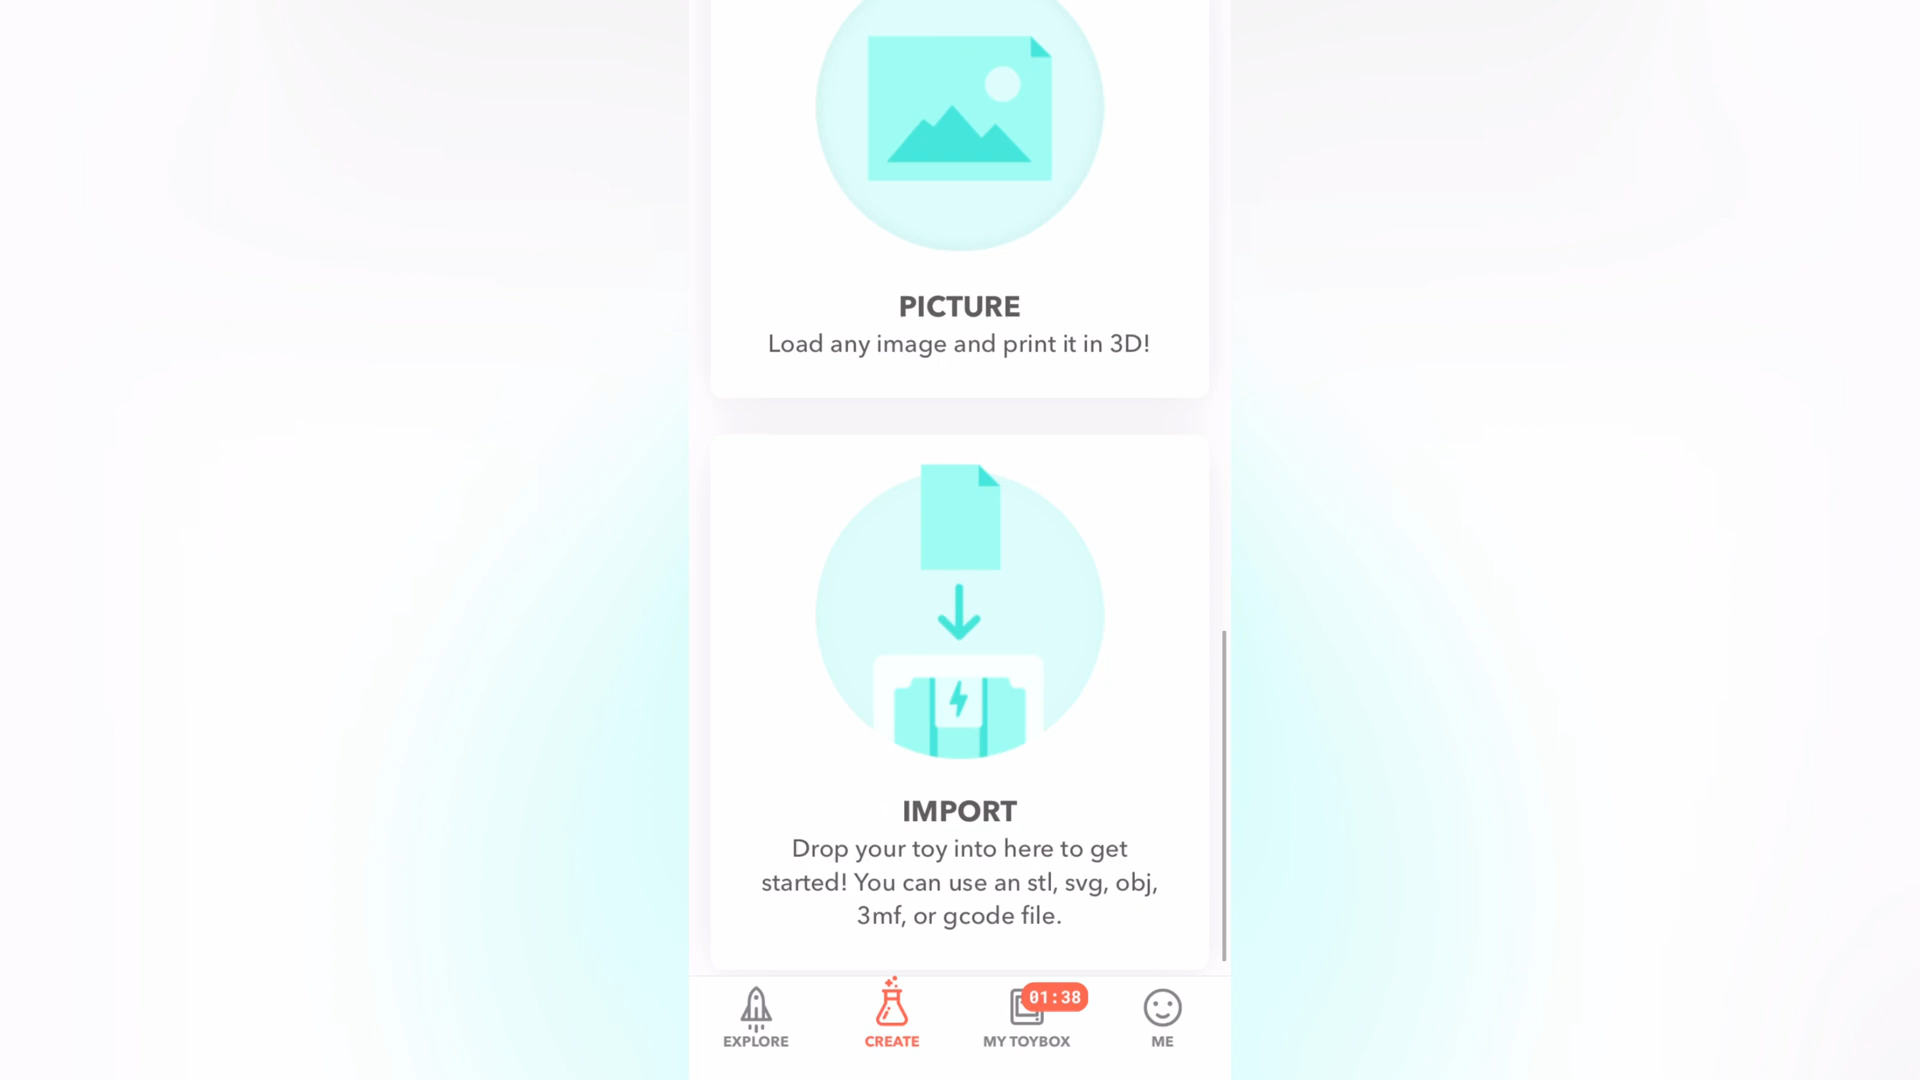 PICTURE
Load any image and print it in 3D!
IMPORT
Drop your toy into here to get
started! You can use an stl, svg, obj,
3mf, or gcode file.
01:38
EXPLORE
CREATE
MY TOYBOX
ME